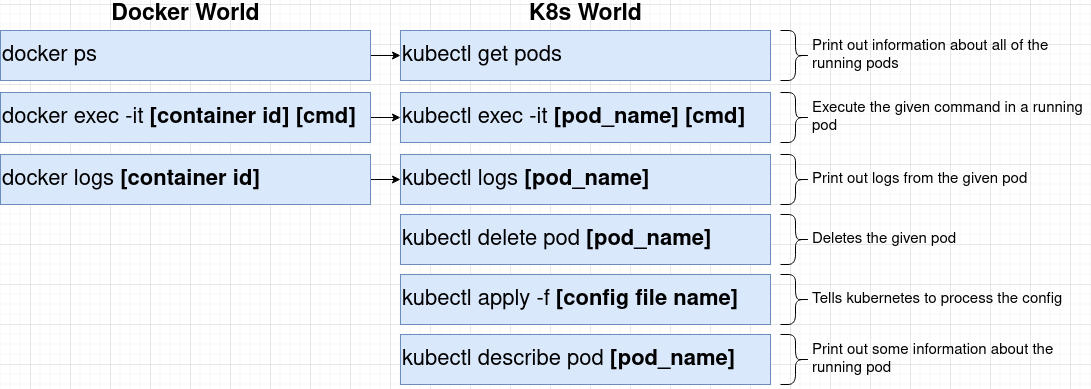 Docker World
K8s World
docker ps
kubectl get pods
Print out information about all of the
running pods
docker exec -it [container id] [cmd]
kubectl exec -it [pod_name] [cmd]
Execute the given command in a running
pod
docker logs [container id]
kubectl logs [pod_name]
Print out logs from the given pod
kubectl delete pod [pod_name]
Deletes the given pod
kubectl apply -f [config file name]
Tells kubernetes to process the config
kubectl describe pod [pod_name]
Print out some information about the
running pod